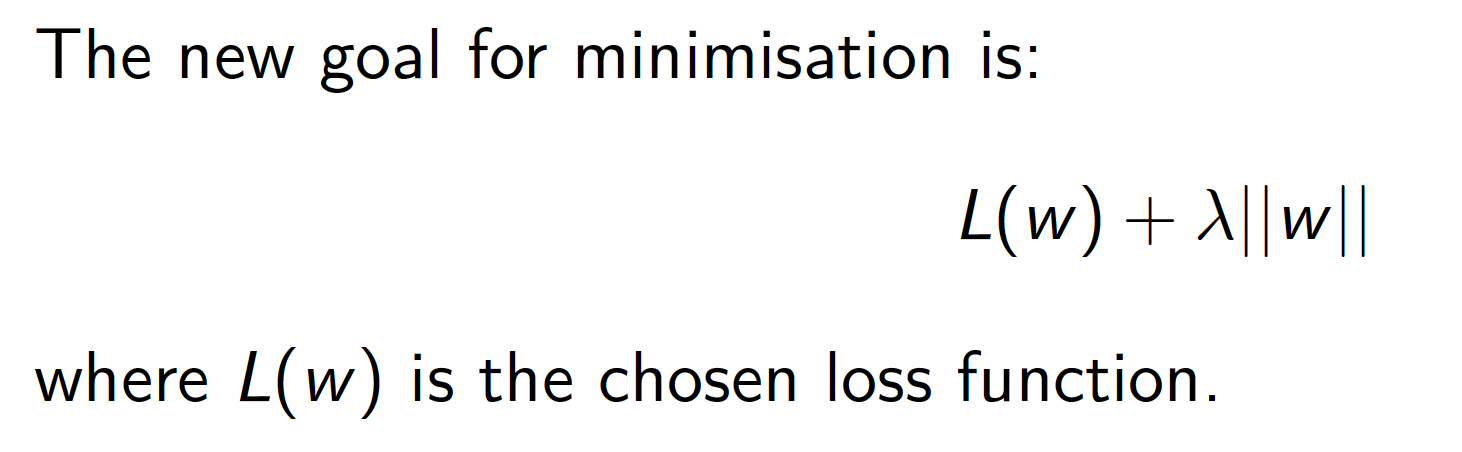 The new goal for minimisation is:
L(w) + λ||w||
where L(w) is the chosen loss function.